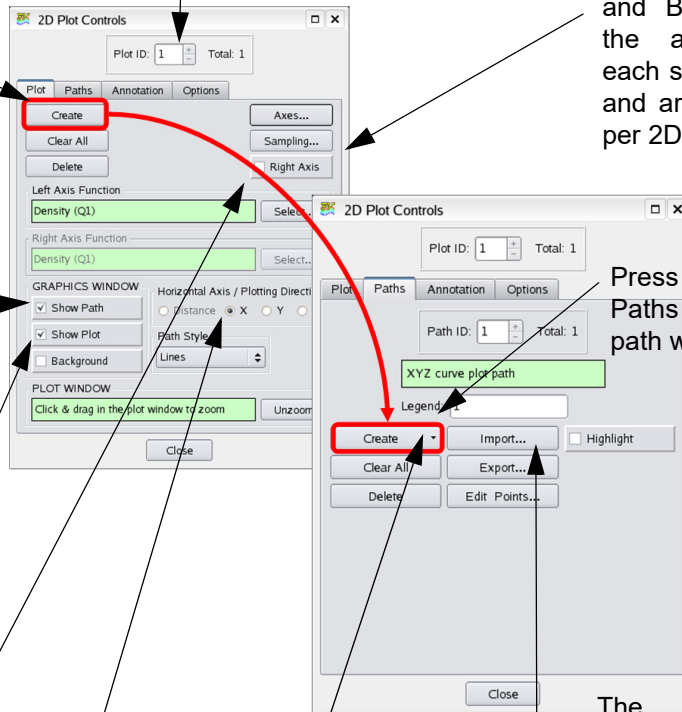 and B
the a
each s
and ar
per 2D
2D Plot Controls
Plot ID: 1 Total: 1
Plot Paths Annotation Options
Create Axes...
Clear All Sampling...
Delete Right Axis
Left Axis Function
Density (Q1) Select..
Right Axis Function
Density (Q1) Select..
GRAPHICS WINDOW Horizontal Axis / Plotting Directi
Show Path Distance X Y
Show Plot Path Style
Background Lines
PLOT WINDOW
Click & drag in the plot window to zoom Unzoom
Close
2D Plot Controls
Plot ID: 1 Total: 1
Plot Paths Annotation Options
Path ID: 1 Total: 1
XYZ curve plot path
Legend: 1
Create Import... Highlight
Clear All Export...
Delete Edit Points...
Close
Press
Paths
path w
The